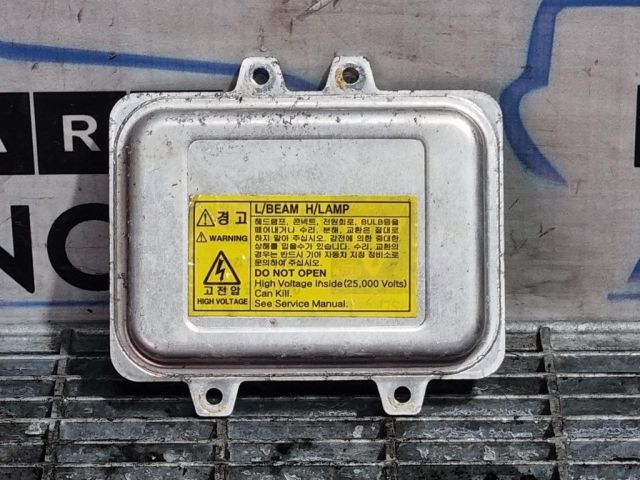 AR
NO
⚠경고
⚠ WARNING
고전압
HIGH VOLTAGE
L/BEAM H/LAMP
헤드램프, 콘넥트, 전원회로, BULB등을
떼어내거나 수리, 분해, 교환은 절대로
하지 말아 주십시오. 감전에 의한 중대한
상해를 입을수가 있습니다. 수리, 교환의
경우는 반드시 기아 자동차 지정 정비소로
문의하여 주십시오.
DO NOT OPEN
High Voltage Inside(25,000 Volts)
Can Kill.
See Service Manual.